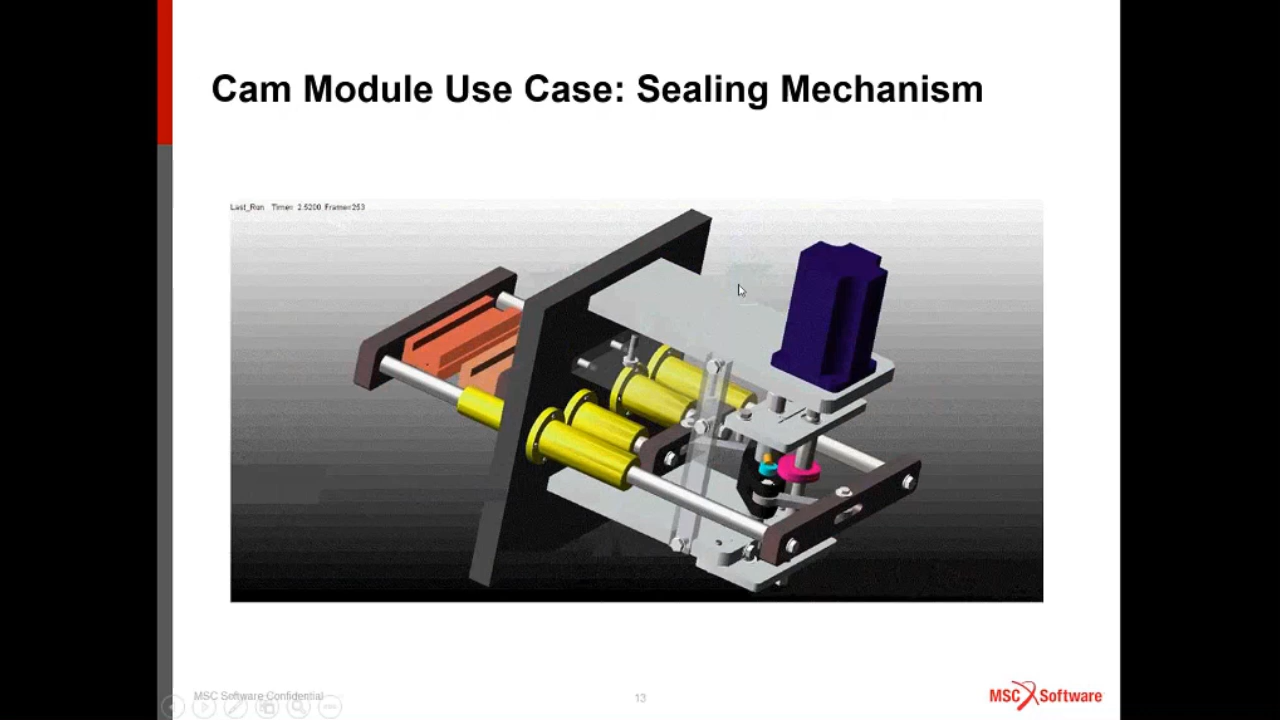 Cam Module Use Case: Sealing Mechanism
Last_Run Time= 2.5200 Frame=253
MSC Software Confidential
13
MSC Software